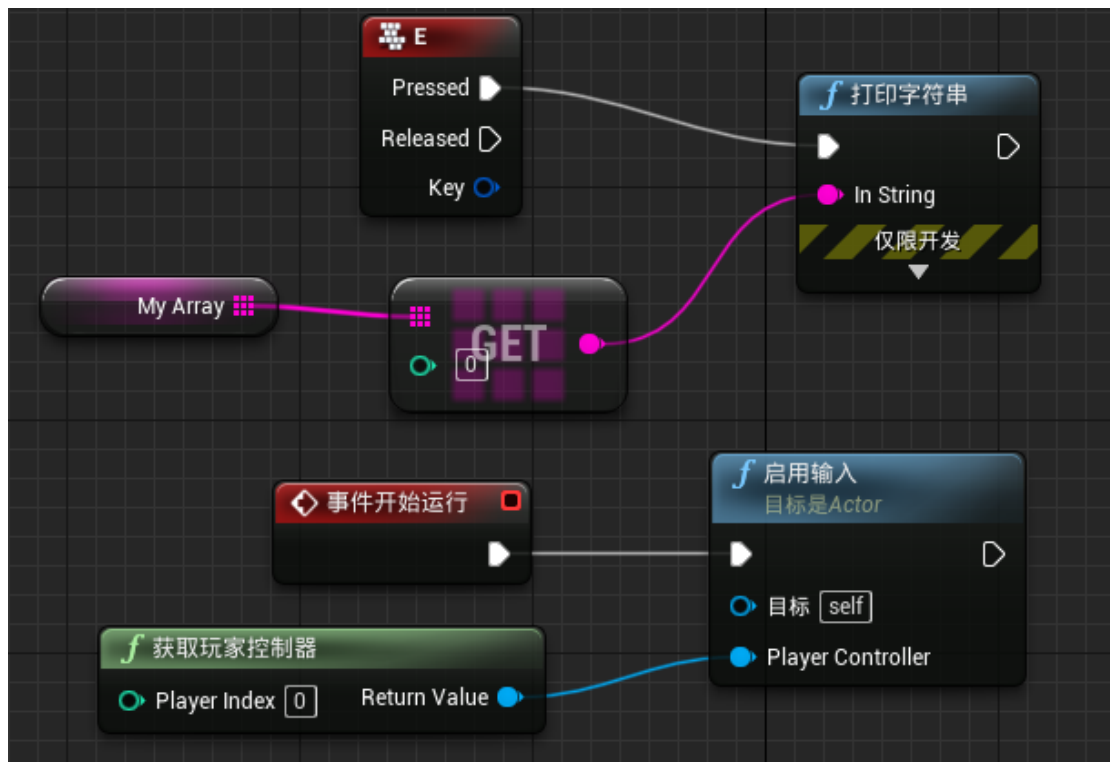 E
Pressed
Released
Key
f 打印字符串
In String
仅限开发
My Array
GET
0
事件开始运行
f 启用输入
目标是Actor
目标 self
Player Controller
f 获取玩家控制器
Player Index 0 Return Value